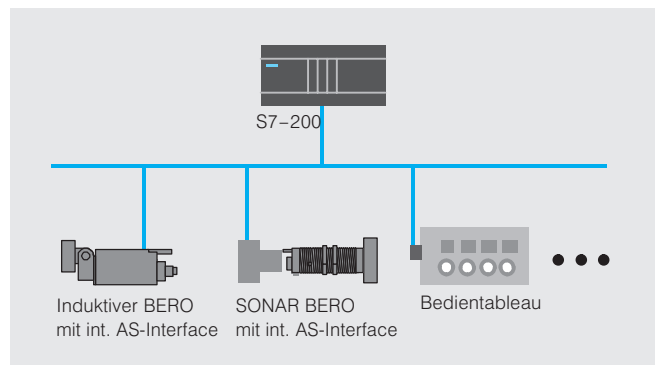 S7–200
Induktiver BERO
mit int. AS-Interface
SONAR BERO
mit int. AS-Interface
Bedientableau